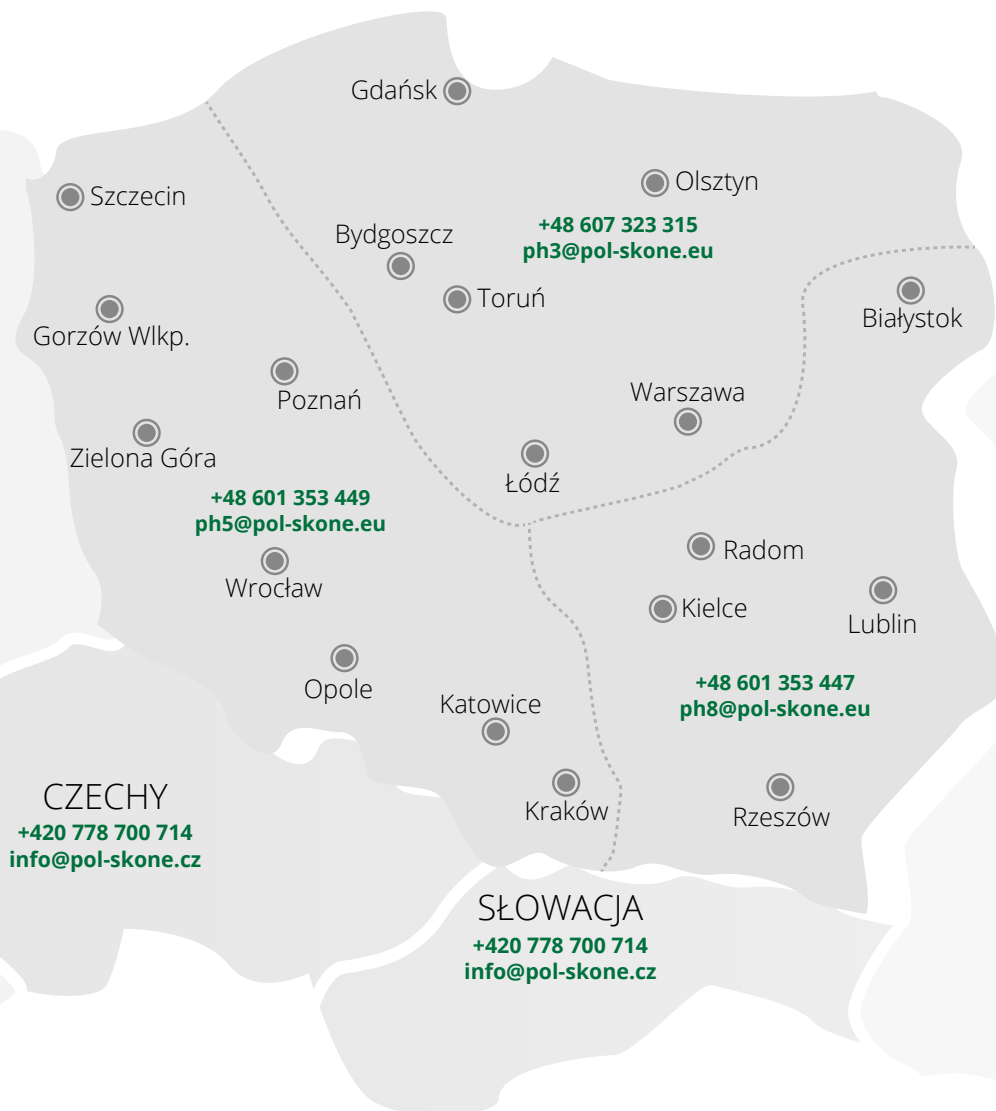 Gdańsk
Olsztyn
Szczecin
+48 607 323 315
ph3@pol-skone.eu
Bydgoszcz
Toruń
Białystok
Gorzów Wlkp.
Poznań
Warszawa
Zielona Góra
Łódź
+48 601 353 449
ph5@pol-skone.eu
Radom
Wrocław
Kielce
Lublin
+48 601 353 447
ph8@pol-skone.eu
Opole
Katowice
Kraków
Rzeszów
CZECHY
+420 778 700 714
info@pol-skone.cz
SŁOWACJA
+420 778 700 714
info@pol-skone.cz